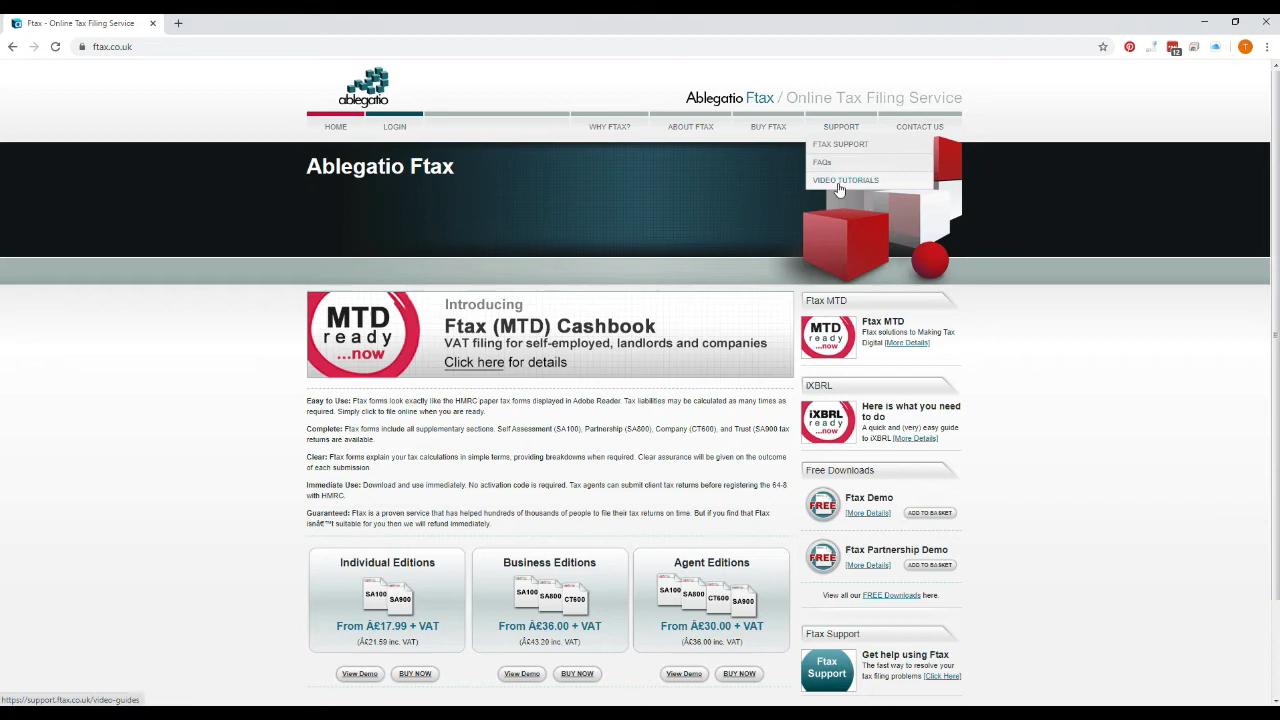 Ftax - Online Tax Filing Service
ftax.co.uk
12
T
ablegatio
Ablegatio Ftax / Online Tax Filing Service
HOME
LOGIN
WHY FTAX?
ABOUT FTAX
BUY FTAX
SUPPORT
CONTACT US
FTAX SUPPORT
FAQs
VIDEO TUTORIALS
Ablegatio Ftax
MTD
ready
...now
Introducing
Ftax (MTD) Cashbook
VAT filing for self-employed, landlords and companies
Click here for details
Easy to Use: Ftax forms look exactly like the HMRC paper tax forms displayed in Adobe Reader. Tax liabilities may be calculated as many times as
required. Simply click to file online when you are ready.
Complete: Ftax forms include all supplementary sections. Self Assessment (SA100), Partnership (SA800), Company (CT600), and Trust (SA900 tax
returns are available.
Clear: Ftax forms explain your tax calculations in simple terms, providing breakdowns when required. Clear assurance will be given on the outcome
of each submission.
Immediate Use: Download and use immediately. No activation code is required. Tax agents can submit client tax returns before registering the 64-8
with HMRC.
Guaranteed: Ftax is a proven service that has helped hundreds of thousands of people to file their tax returns on time. But if you find that Ftax
isnâ€™t suitable for you then we will refund immediately.
Individual Editions
SA100
SA900
From Â£17.99 + VAT
(Â£21.59 inc. VAT)
View Demo
BUY NOW
Business Editions
SA100
SA800
CT600
From Â£36.00 + VAT
(Â£43.20 inc. VAT)
View Demo
BUY NOW
Agent Editions
SA100
SA800
CT600
SA900
From Â£30.00 + VAT
(Â£36.00 inc. VAT)
View Demo
BUY NOW
Ftax MTD
MTD
ready
...now
Ftax MTD
Ftax solutions to Making Tax
Digital [More Details]
iXBRL
iXBRL
ready
...now
Here is what you need
to do
A quick and (very) easy guide
to iXBRL [More Details]
Free Downloads
FREE
Ftax Demo
[More Details]
ADD TO BASKET
FREE
Ftax Partnership Demo
[More Details]
ADD TO BASKET
View all our FREE Downloads here.
Ftax Support
Ftax
Support
Get help using Ftax
The fast way to resolve your
tax filing problems [Click Here]
https://support.ftax.co.uk/video-guides